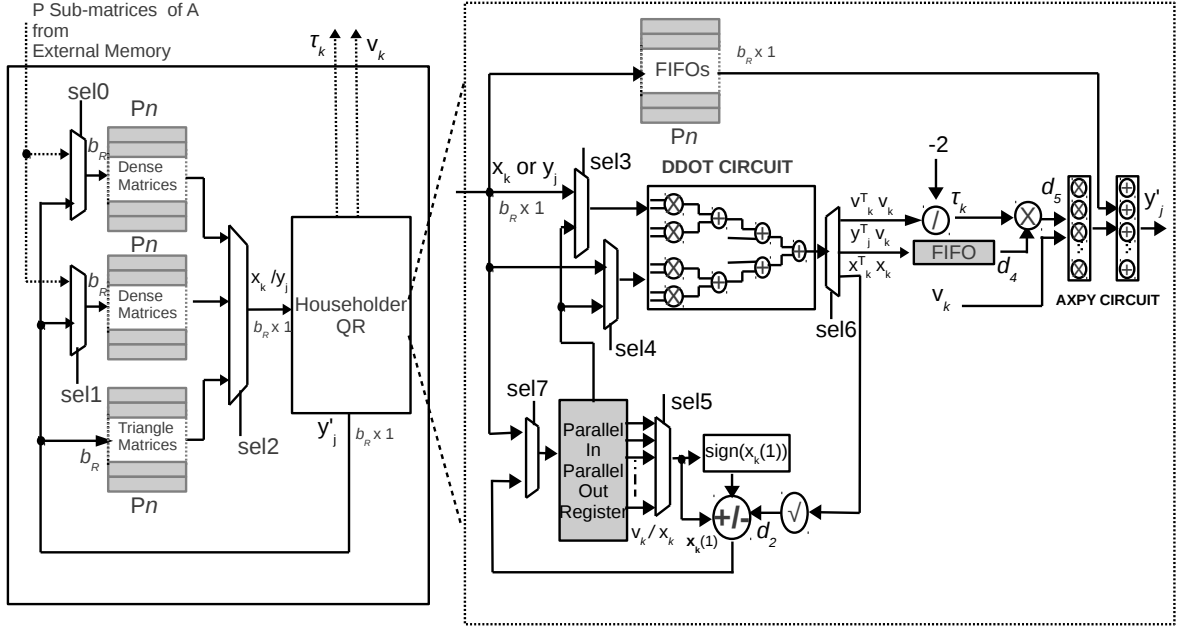 P Sub-matrices of A
from
External Memory
τk
vk
sel0
Pn
bR
Dense
Matrices
Pn
bR
Dense
Matrices
sel1
Triangle
Matrices
bR
Pn
sel2
xk /yj
bR x 1
Householder
QR
y'j
bR x 1
FIFOs
Pn
bR x 1
xk or yj
bR x 1
sel3
DDOT CIRCUIT
sel4
vTk vk
yTj vk
xTk xk
sel6
-2
/
τk
FIFO
d4
X
d5
vk
AXPY CIRCUIT
y'j
sel7
Parallel
In
Parallel
Out
Register
sel5
vk / xk
sign(xk(1))
xk(1)
+/-
d2
√